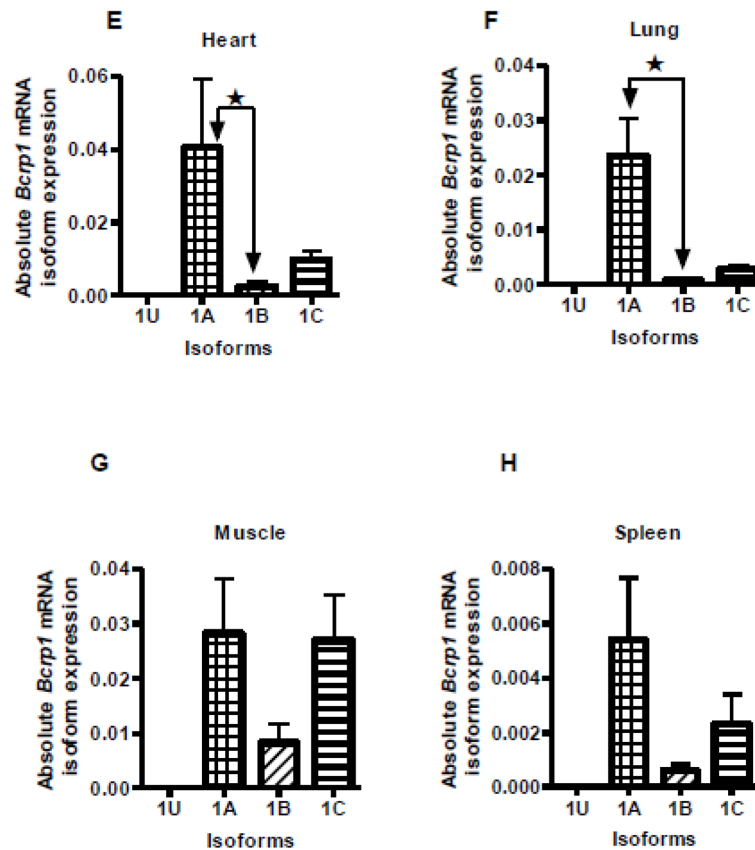 E
Heart
Absolute Bcrp1 mRNA
isoform expression
0.06
0.04
0.02
0.00
★
1U 1A 1B 1C
Isoforms
F
Lung
Absolute Bcrp1 mRNA
isoform expression
0.04
0.03
0.02
0.01
0.00
★
1U 1A 1B 1C
Isoforms
G
Muscle
Absolute Bcrp1 mRNA
isoform expression
0.04
0.03
0.02
0.01
0.00
1U 1A 1B 1C
Isoforms
H
Spleen
Absolute Bcrp1 mRNA
isoform expression
0.008
0.006
0.004
0.002
0.000
1U 1A 1B 1C
Isoforms